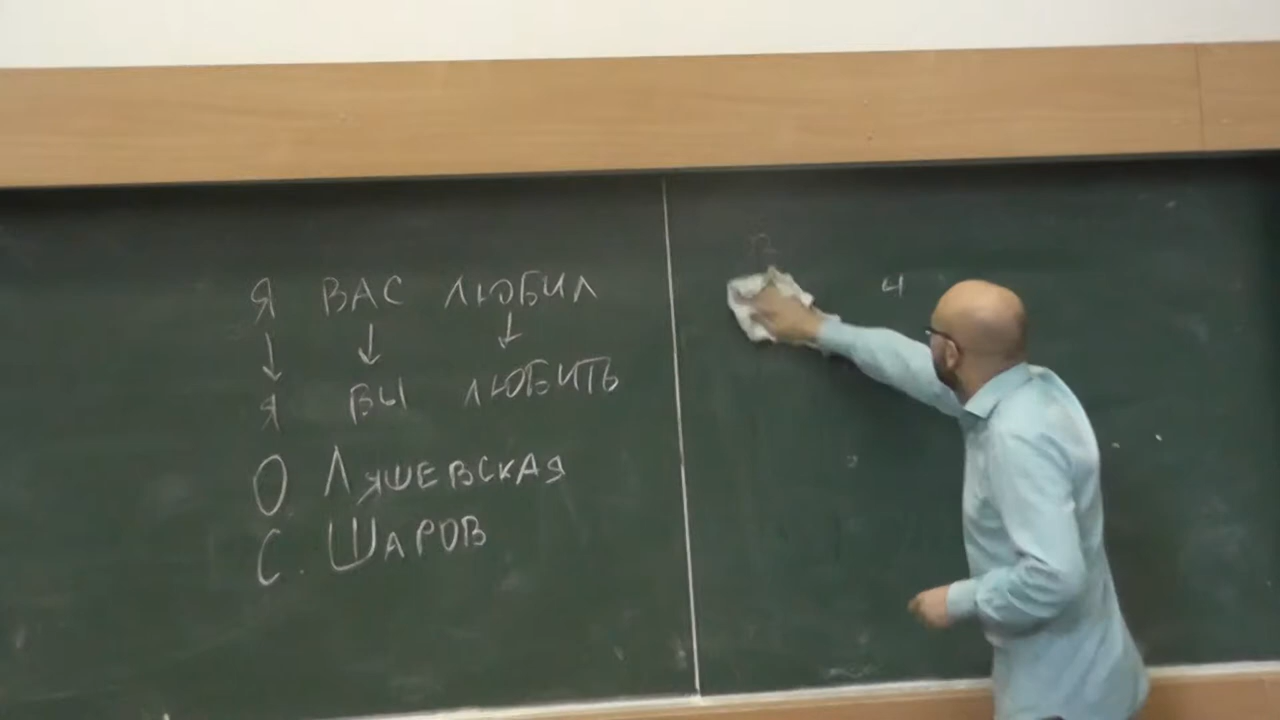 Я ВАС ЛЮБИЛ
↓ ↓ ↓
Я ВЫ ЛЮБИТЬ
О ЛЯШЕВСКАЯ
С. ШАРОВ
4